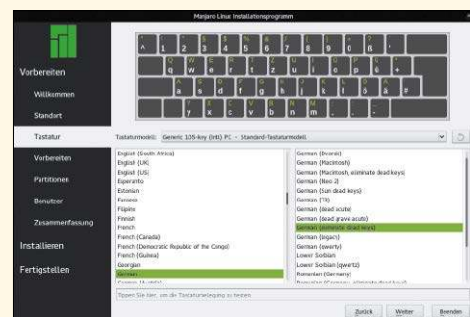 Manjaro Linux Installationsprogramm
Vorbereiten
Willkommen
Standort
Tastatur
Vorbereiten
Partitionen
Benutzer
Zusammenfassung
Installieren
Fertigstellen
Tastaturmodell: Generic 105-key (Intl) PC - Standard-Tastaturmodell
English (South Africa)
English (UK)
English (US)
Esperanto
Estonian
Faroese
Filipino
Finnish
French
French (Canada)
French (Democratic Republic of the Congo)
French (Guinea)
Georgian
German
German (Dvorak)
German (Macintosh)
German (Macintosh, eliminate dead keys)
German (Neo 2)
German (Sun dead keys)
German (T3)
German (dead acute)
German (dead grave acute)
German (eliminate dead keys)
German (legacy)
German (qwerty)
Lower Sorbian
Lower Sorbian (qwertz)
Romanian (Germany)
Tippen Sie hier, um die Tastaturbelegung zu testen
Zurück Weiter Beenden